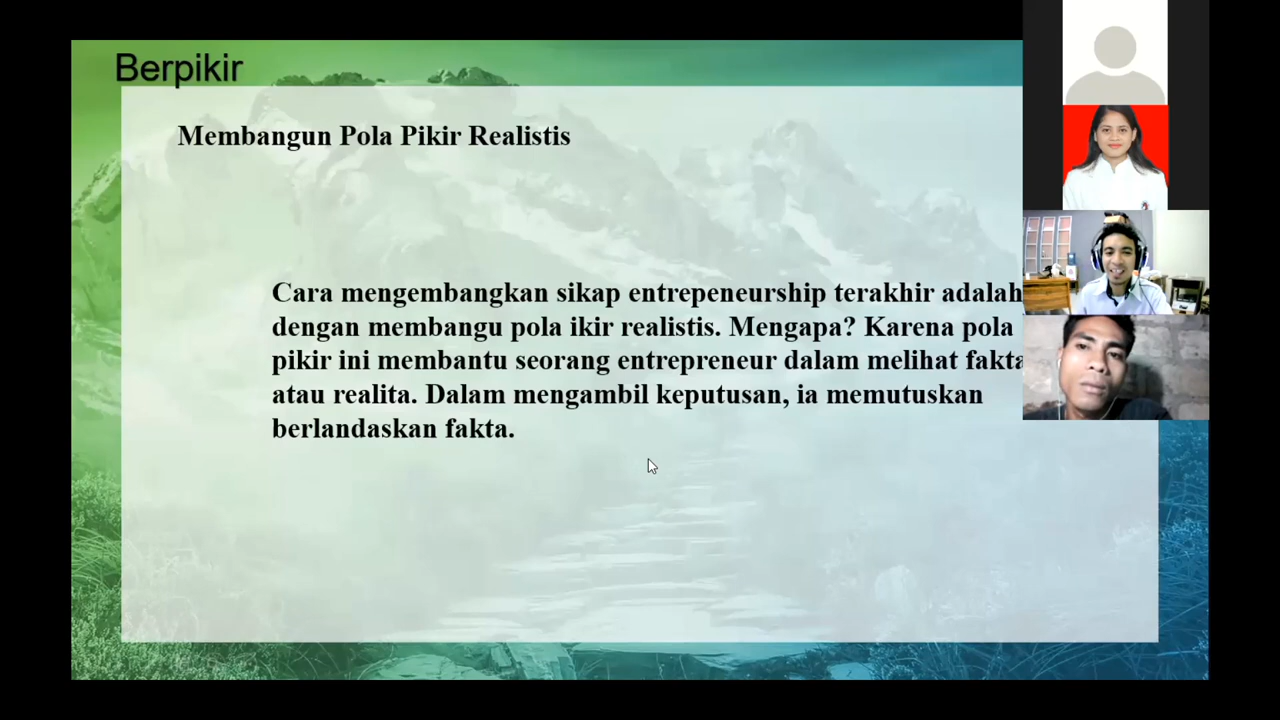 Berpikir
Membangun Pola Pikir Realistis
Cara mengembangkan sikap entrepeneurship terakhir adalah
dengan membangu pola ikir realistis. Mengapa? Karena pola
pikir ini membantu seorang entrepreneur dalam melihat fakta
atau realita. Dalam mengambil keputusan, ia memutuskan
berlandaskan fakta.